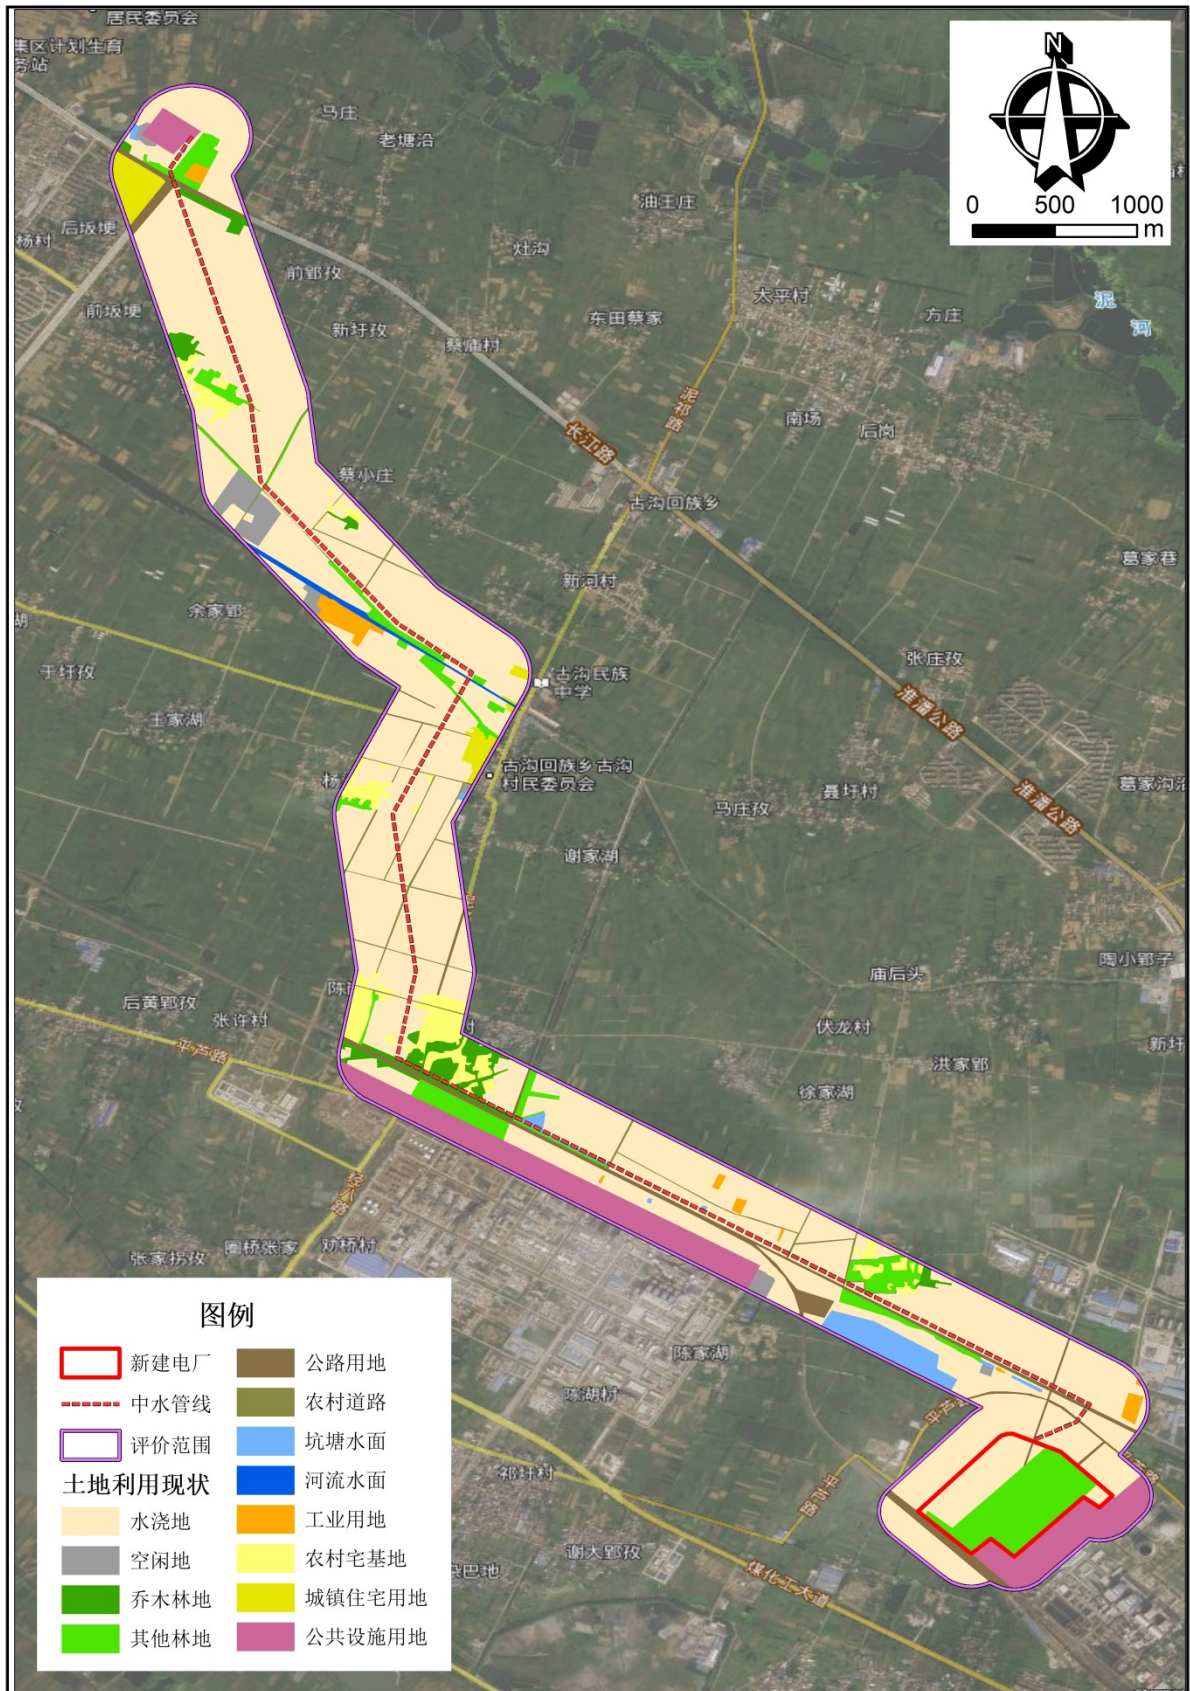 居民委员会
集区计划生育
务站
N
0 500 1000
m
马庄
老塘沿
油王庄
灶沟
后坂埂
杨村
前郢孜
前坂埂
新圩孜
蔡庙村
东田蔡家
太平村
方庄
泥
河
泥祁路
南场
后岗
长江路
蔡小庄
古沟回族乡
葛家巷
新河村
余家郢
湖
于圩孜
王家湖
古沟民族
中学
张庄孜
淮潘公路
古沟回族乡古沟
村民委员会
马庄孜
聂圩村
葛家沟沿
淮潘公路
谢家湖
庙后头
陶小郢子
后黄郢孜
张许村
伏龙村
洪家郢
新圩
平芦路
徐家湖
经八路
张家拐孜
圈桥张家
劝桥村
陈家湖
陈湖村
祁圩村
平芦路
谢大郢孜
煤化工大道
图例
新建电厂
中水管线
评价范围
土地利用现状
水浇地
空闲地
乔木林地
其他林地
公路用地
农村道路
坑塘水面
河流水面
工业用地
农村宅基地
城镇住宅用地
公共设施用地